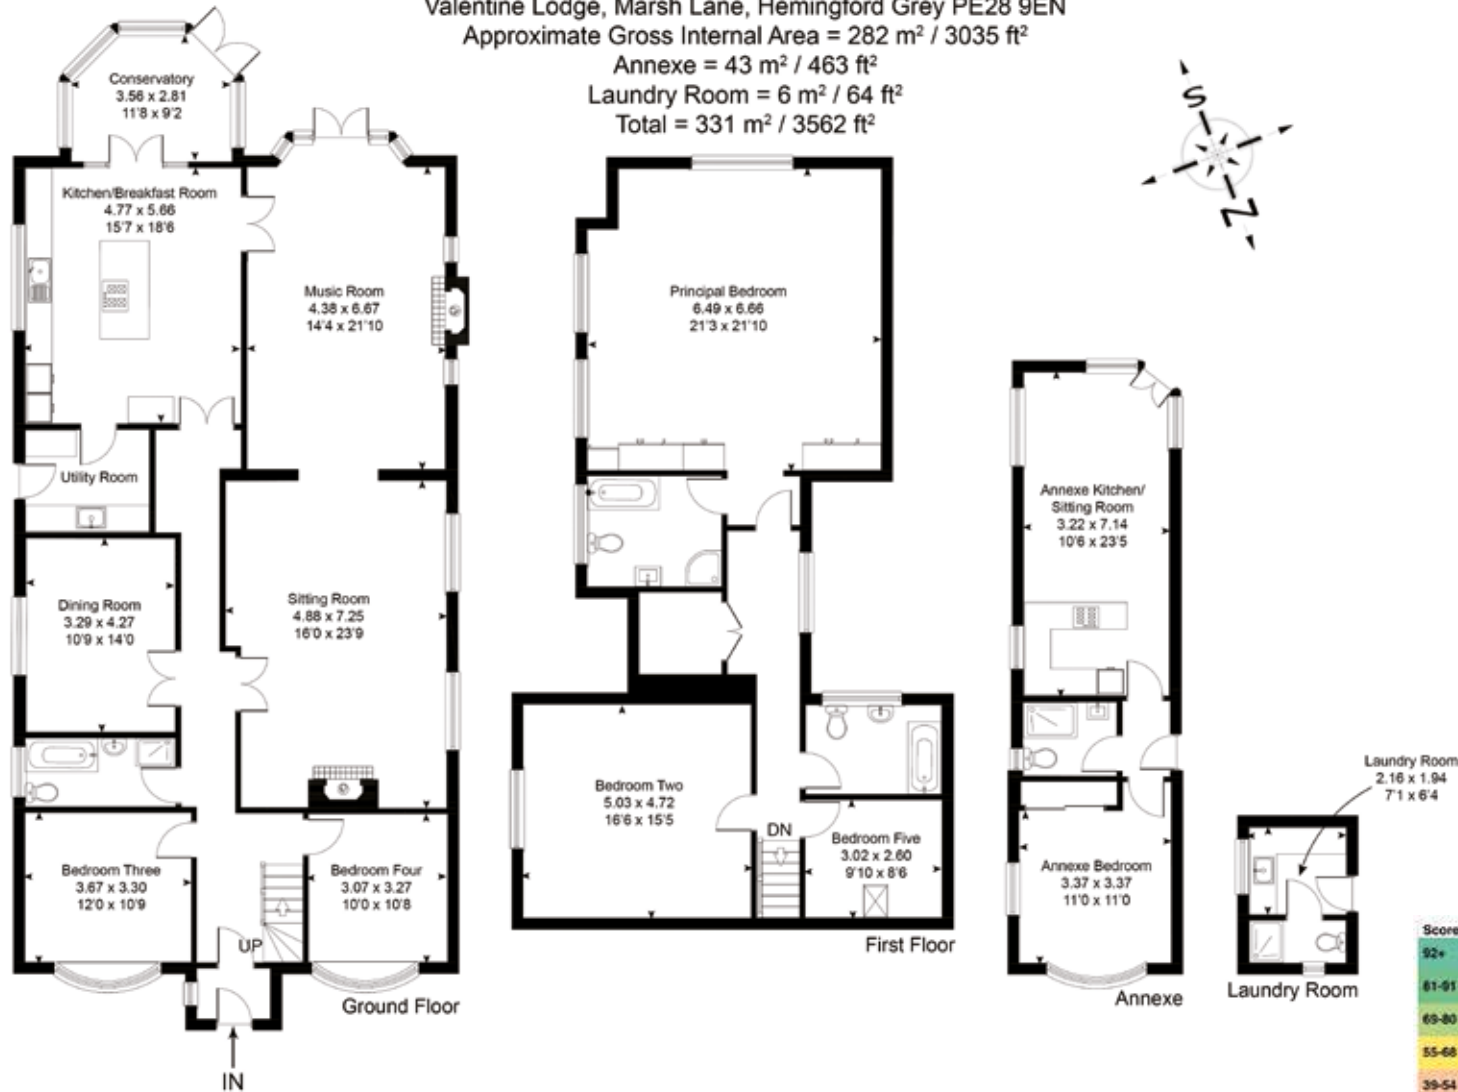 Valentine Lodge, Marsh Lane, Hemingford Grey PE28 9EN
Approximate Gross Internal Area = 282 m² / 3035 ft²
Annexe = 43 m² / 463 ft²
Laundry Room = 6 m² / 64 ft²
Total = 331 m² / 3562 ft²
S
N
Conservatory
3.56 x 2.81
11'8 x 9'2
Kitchen/Breakfast Room
4.77 x 5.66
15'7 x 18'6
Music Room
4.38 x 6.67
14'4 x 21'10
Utility Room
Dining Room
3.29 x 4.27
10'9 x 14'0
Sitting Room
4.88 x 7.25
16'0 x 23'9
Bedroom Three
3.67 x 3.30
12'0 x 10'9
Bedroom Four
3.07 x 3.27
10'0 x 10'8
UP
Ground Floor
IN
Principal Bedroom
6.49 x 6.66
21'3 x 21'10
Bedroom Two
5.03 x 4.72
16'6 x 15'5
DN
Bedroom Five
3.02 x 2.60
9'10 x 8'6
First Floor
Annexe Kitchen/
Sitting Room
3.22 x 7.14
10'6 x 23'5
Annexe Bedroom
3.37 x 3.37
11'0 x 11'0
Annexe
Laundry Room
2.16 x 1.94
7'1 x 6'4
Laundry Room
Score
92+
81-91
69-80
55-68
39-54